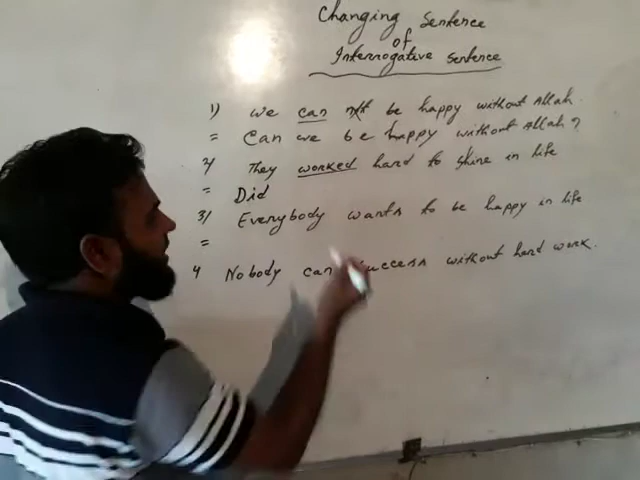 Changing Sentence
of
Interrogative Sentence
1) We can not be happy without Allah.
= Can we be happy without Allah?
2) They worked hard to shine in life
= Did
3) Everybody wants to be happy in life
=
4 Nobody can success without hard work.